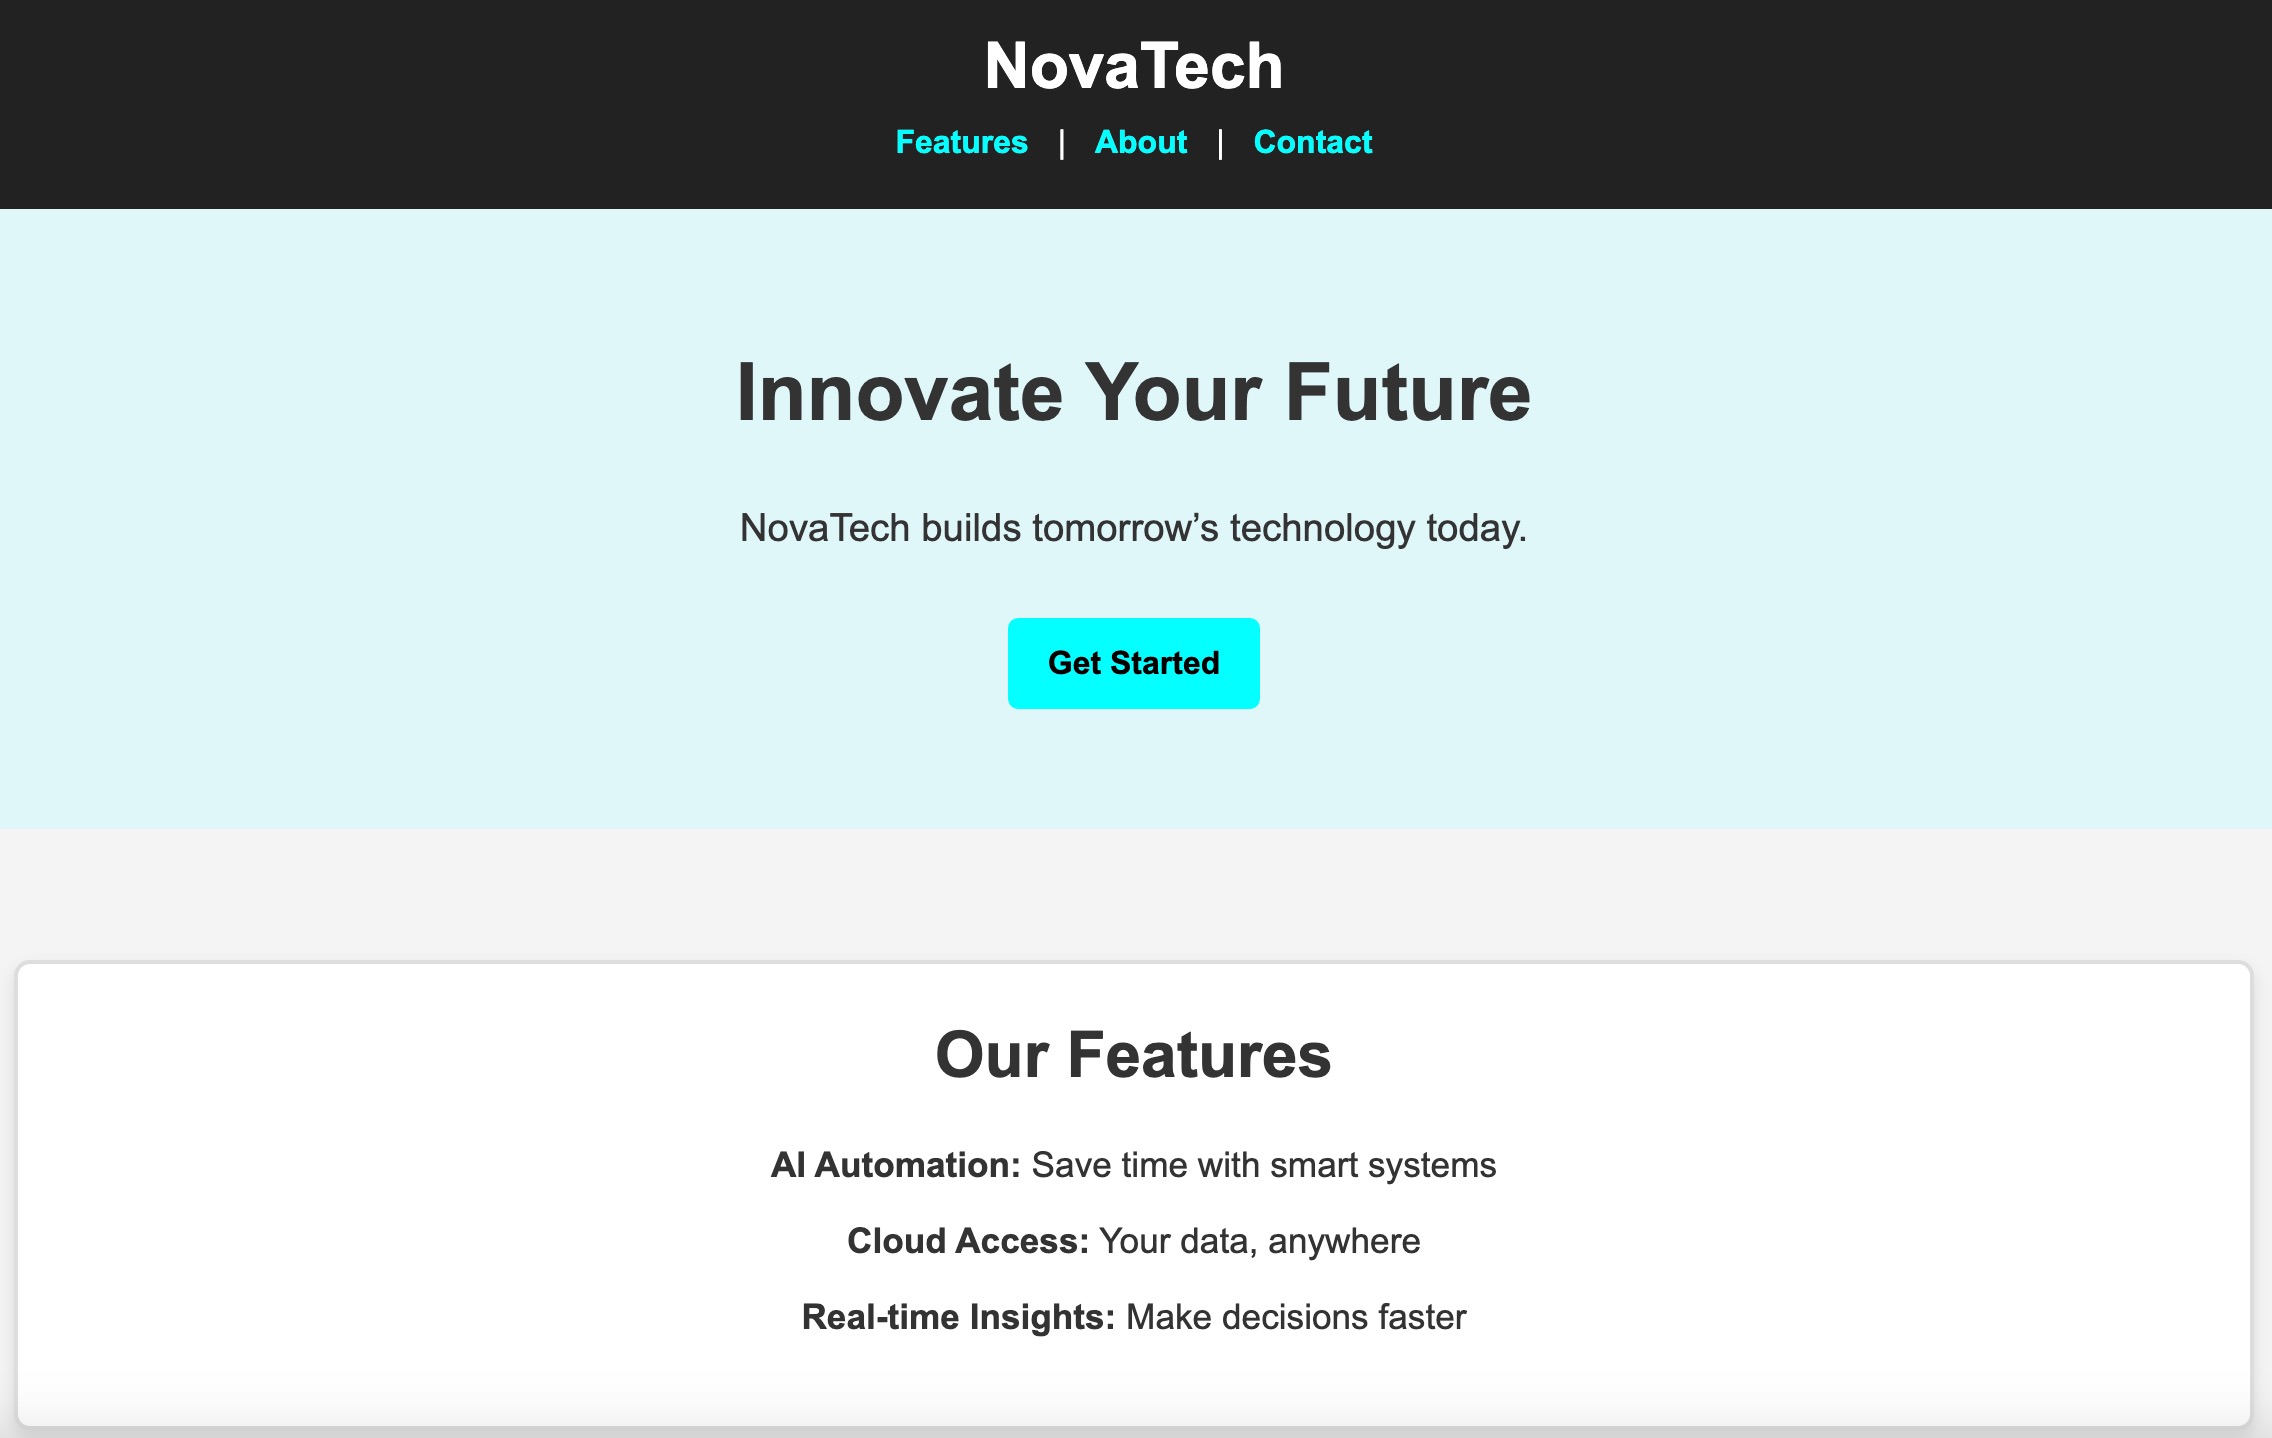 NovaTech
Features | About | Contact
Innovate Your Future
NovaTech builds tomorrow’s technology today.
Get Started
Our Features
AI Automation: Save time with smart systems
Cloud Access: Your data, anywhere
Real-time Insights: Make decisions faster